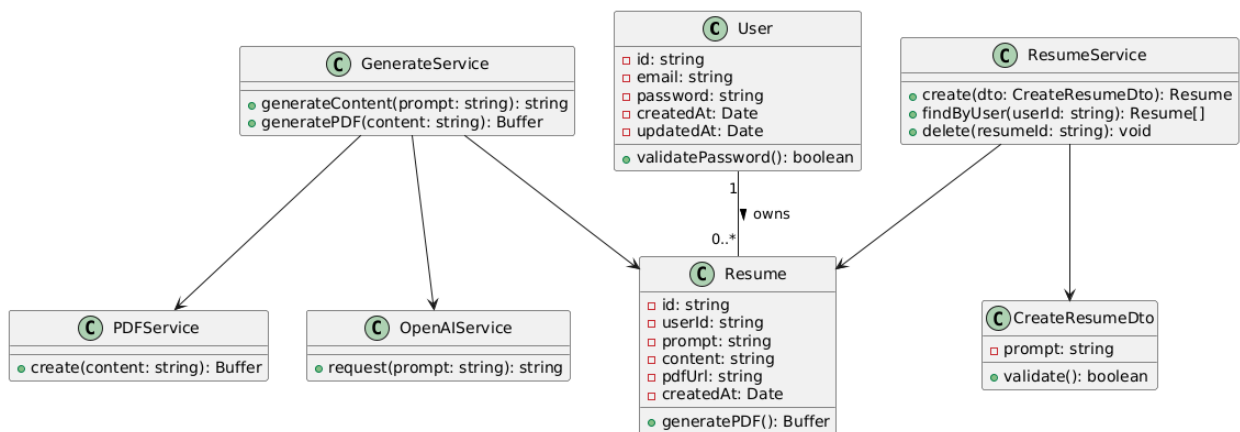 C User
- id: string
- email: string
- password: string
- createdAt: Date
- updatedAt: Date
validatePassword(): boolean
C GenerateService
generateContent(prompt: string): string
generatePDF(content: string): Buffer
C ResumeService
create(dto: CreateResumeDto): Resume
findByUser(userId: string): Resume[]
delete(resumeId: string): void
1
owns
0..*
C PDFService
create(content: string): Buffer
C OpenAIService
request(prompt: string): string
C Resume
id: string
userId: string
prompt: string
content: string
pdfUrl: string
createdAt: Date
generatePDF(): Buffer
C CreateResumeDto
prompt: string
validate(): boolean